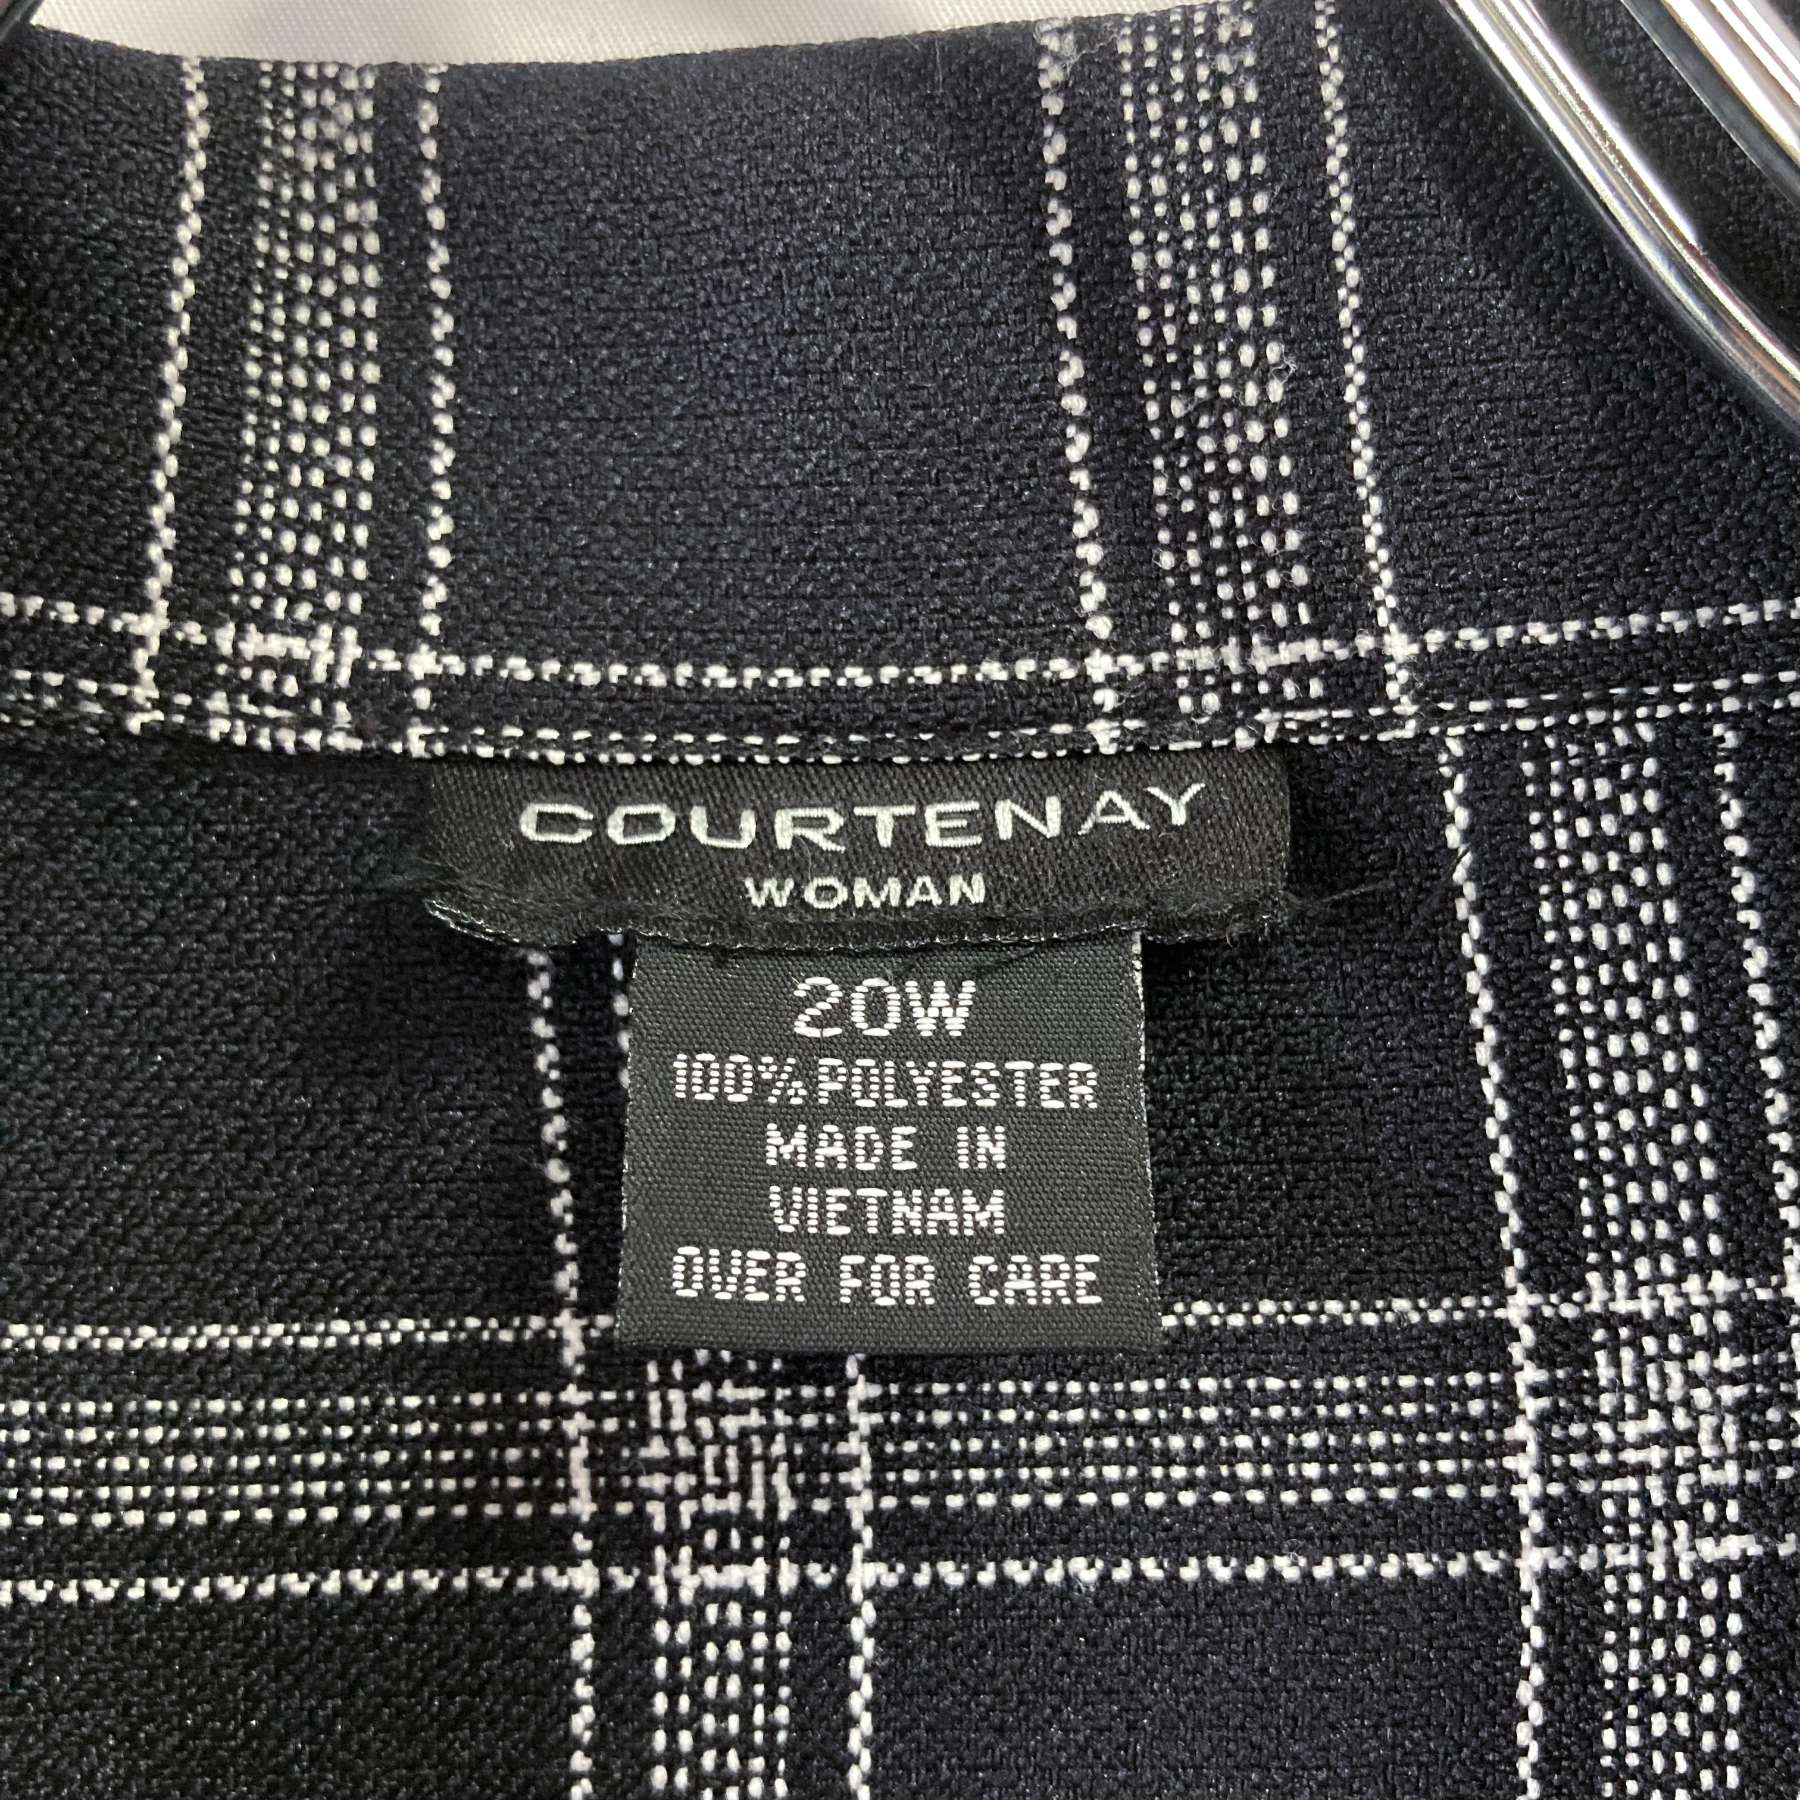 COURTENAY
WOMAN
20W
100% POLYESTER
MADE IN
VIETNAM
OVER FOR CARE